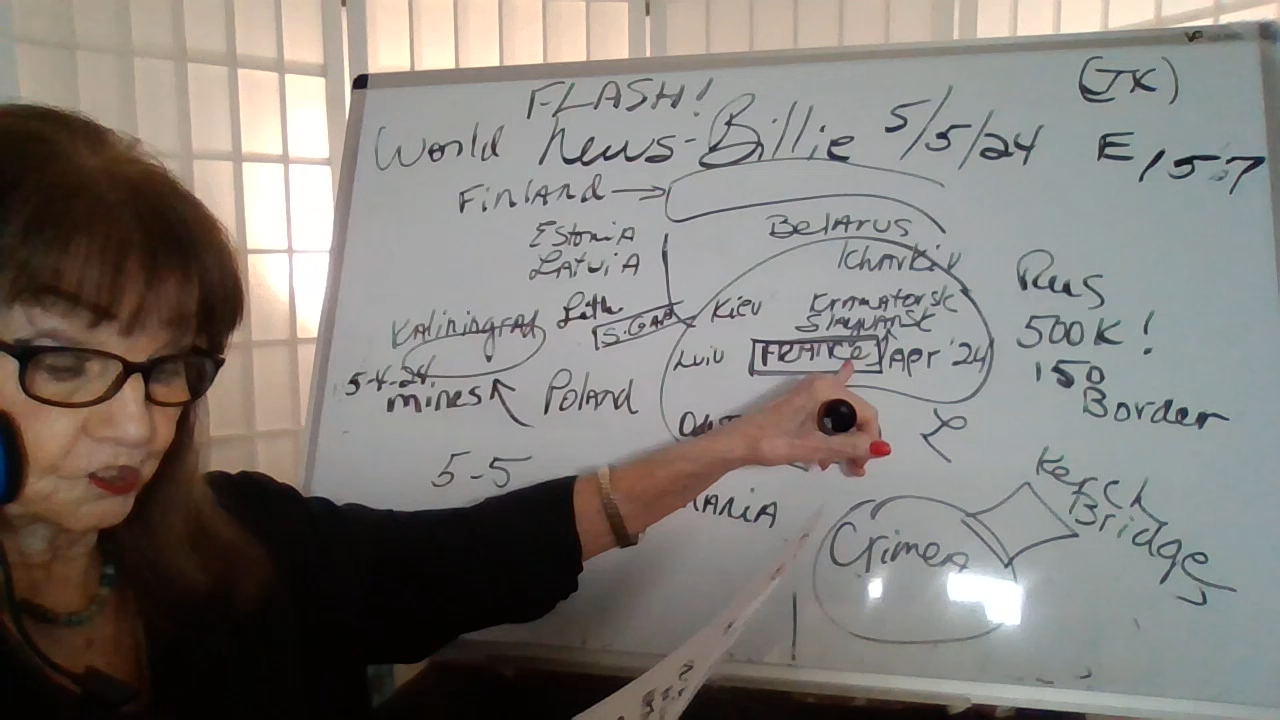 FLASH!
(JK)
World News-Billie 5/5/24 E157
FinlAnd →
BelArus
EstoniA
LAtviA
Kharkiv
Lith
S.GAP
Kiev
KrAmatorsk
Slavyansk
KAliningrad
Rus
500K!
150
Border
Lviv
FRANCE
Apr '24
5-4-24
mines
Poland
5-5
Kerch
Bridge
Crimea